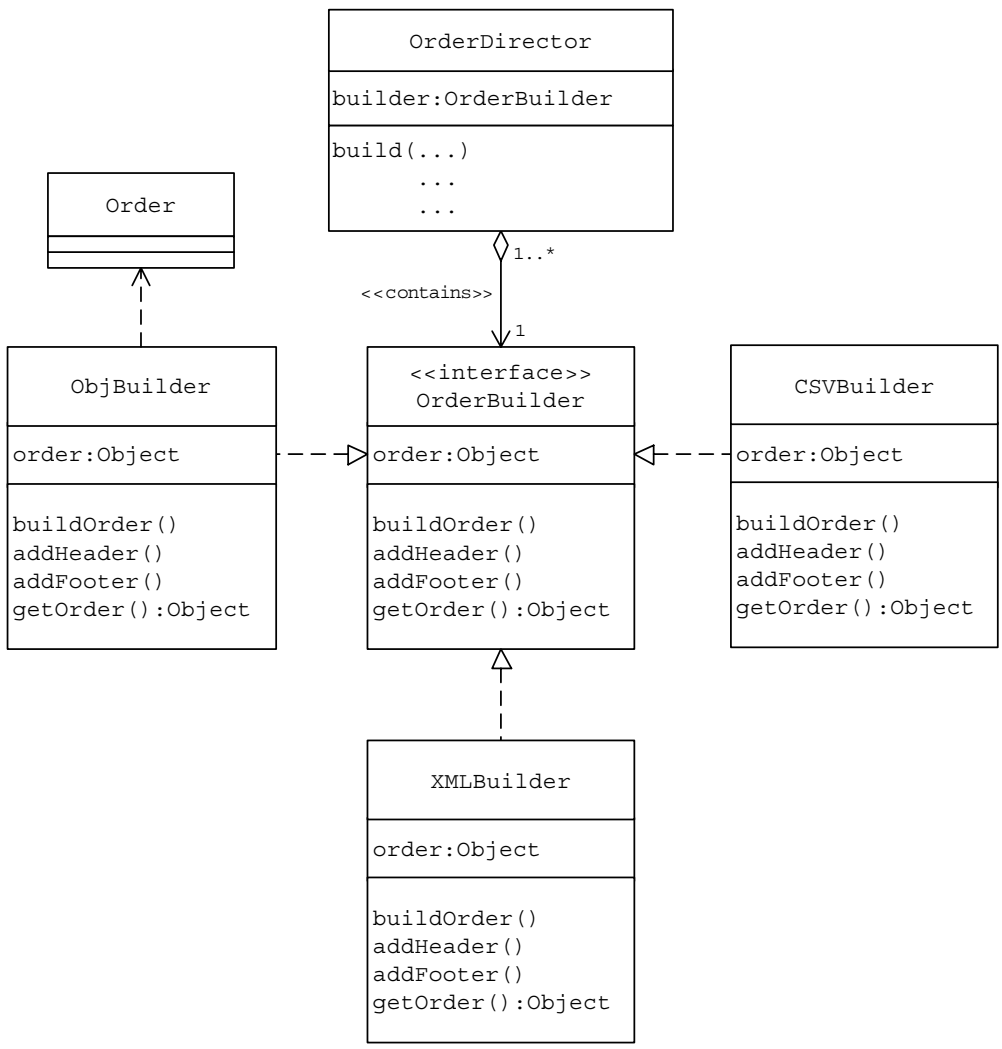 OrderDirector
builder:OrderBuilder
build(...)
...
...
Order
1..*
<<contains>>
1
ObjBuilder
order:Object
buildOrder()
addHeader()
addFooter()
getOrder():Object
<<interface>>
OrderBuilder
order:Object
buildOrder()
addHeader()
addFooter()
getOrder():Object
CSVBuilder
order:Object
buildOrder()
addHeader()
addFooter()
getOrder():Object
XMLBuilder
order:Object
buildOrder()
addHeader()
addFooter()
getOrder():Object